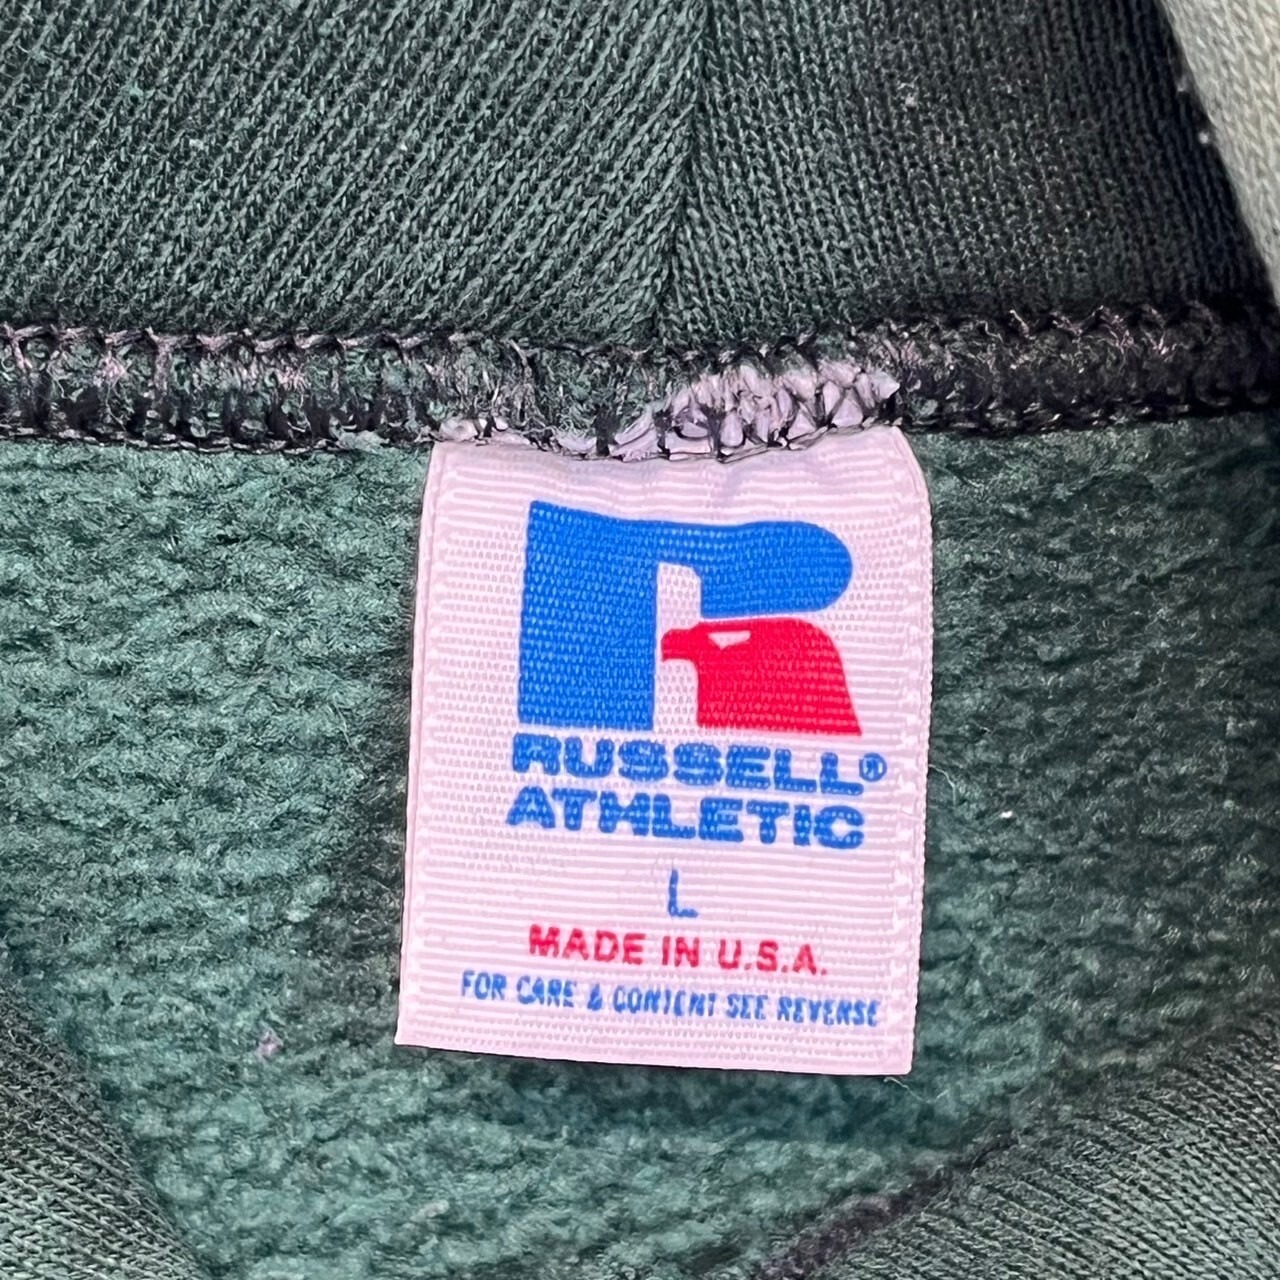 RUSSELL®
ATHLETIC
L
MADE IN U.S.A.
FOR CARE & CONTENT SEE REVERSE